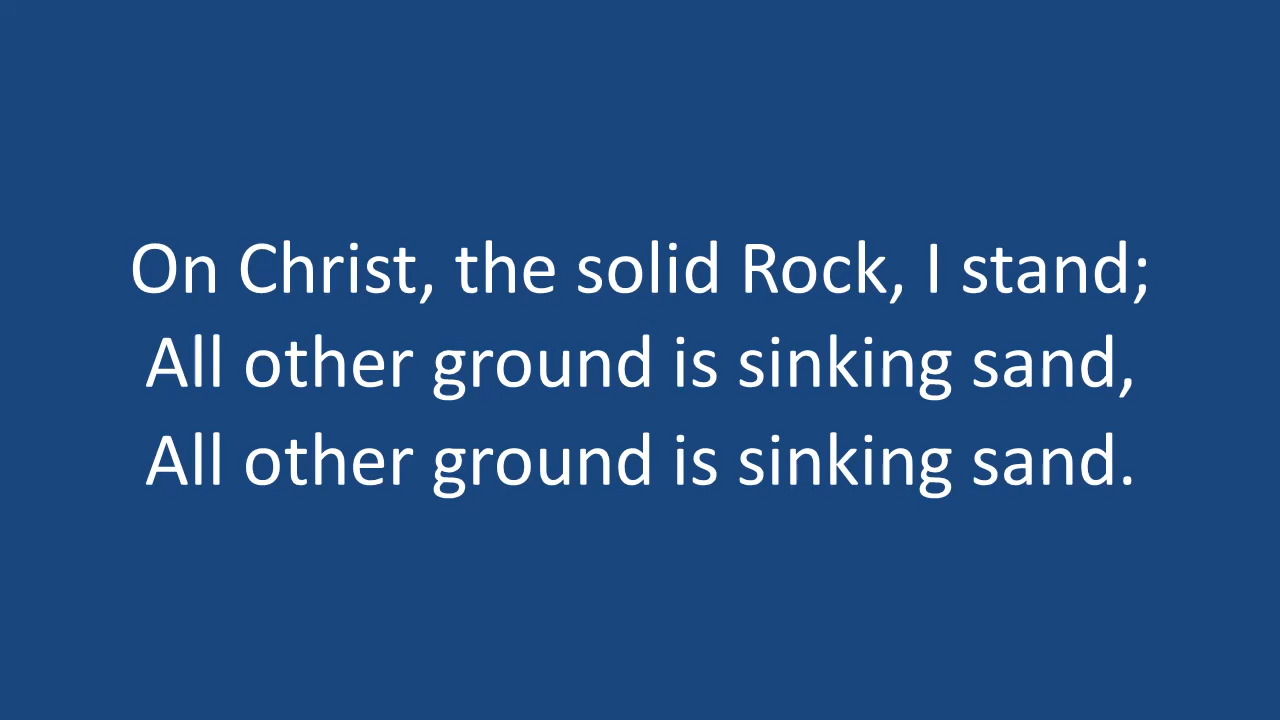 On Christ, the solid Rock, I stand;
All other ground is sinking sand,
All other ground is sinking sand.